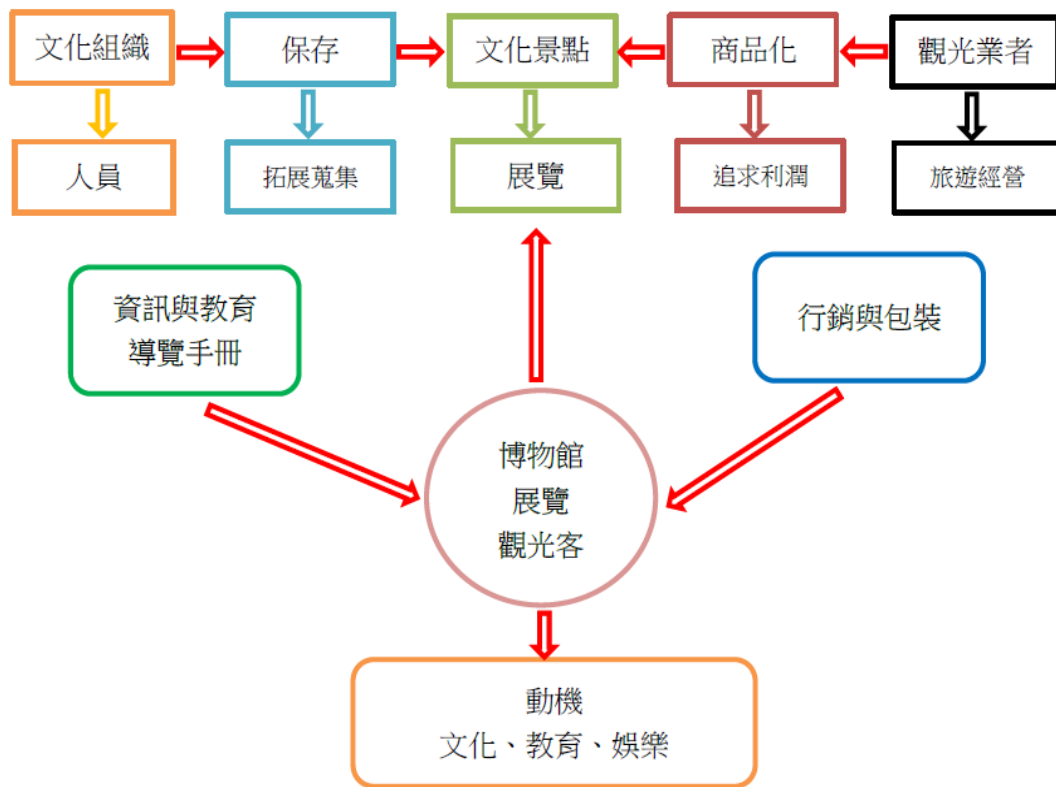 文化組織
保存
文化景點
商品化
觀光業者
人員
拓展蒐集
展覽
追求利潤
旅遊經營
資訊與教育
導覽手冊
行銷與包裝
博物館
展覽
觀光客
動機
文化、教育、娛樂